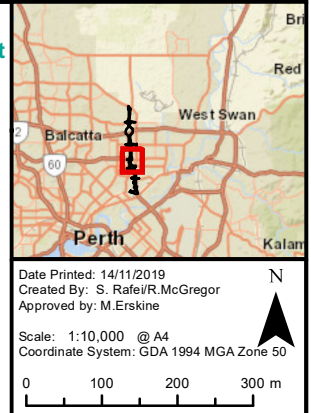 Bri
t
Red
West Swan
2
Balcatta
60
Perth
Kalam
Date Printed: 14/11/2019
Created By: S. Rafei/R.McGregor
Approved by: M.Erskine
N
Scale: 1:10,000 @ A4
Coordinate System: GDA 1994 MGA Zone 50
0 100 200 300 m